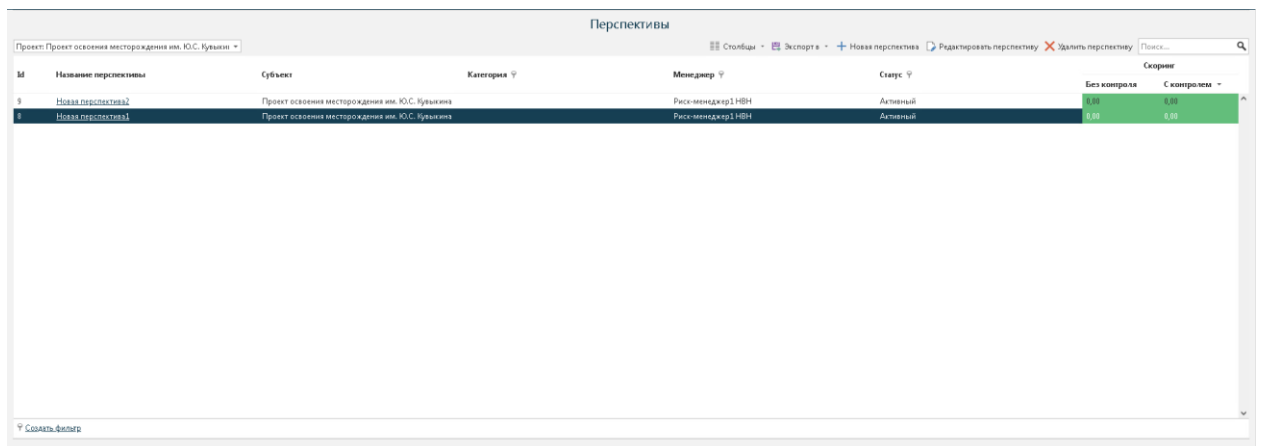 Перспективы
Проект: Проект освоения месторождения им. Ю.С. Кувыкин
Столбцы Экспорт в Новая перспектива Редактировать перспективу Удалить перспективу Поиск...
Id Название перспективы Субъект Категория Менеджер Статус Скоринг
Без контроля С контролем
9 Новая перспектива2 Проект освоения месторождения им. Ю.С. Кувыкина Риск-менеджер1 НВН Активный 0,00 0,00
8 Новая перспектива1 Проект освоения месторождения им. Ю.С. Кувыкина Риск-менеджер1 НВН Активный 0,00 0,00
Создать фильтр